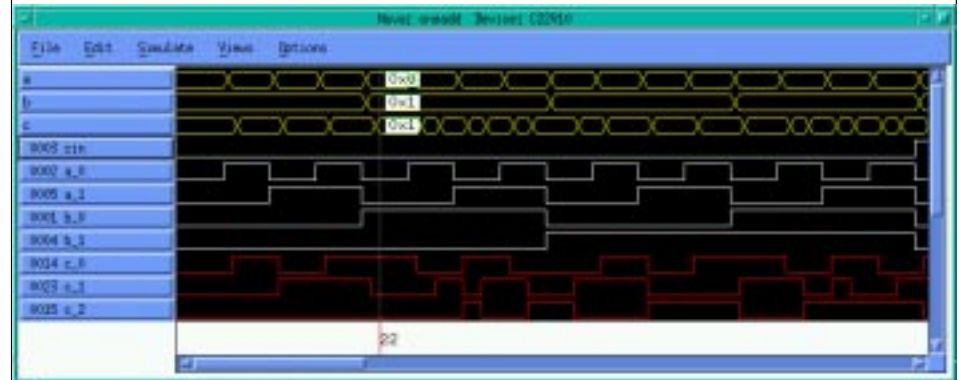 File Edit Simulate Views Options
a 0x0
b 0x1
c 0x1
0003 cin
0002 a_0
0005 a_1
0001 b_0
0004 b_1
0014 c_0
0023 c_1
0025 c_2
22